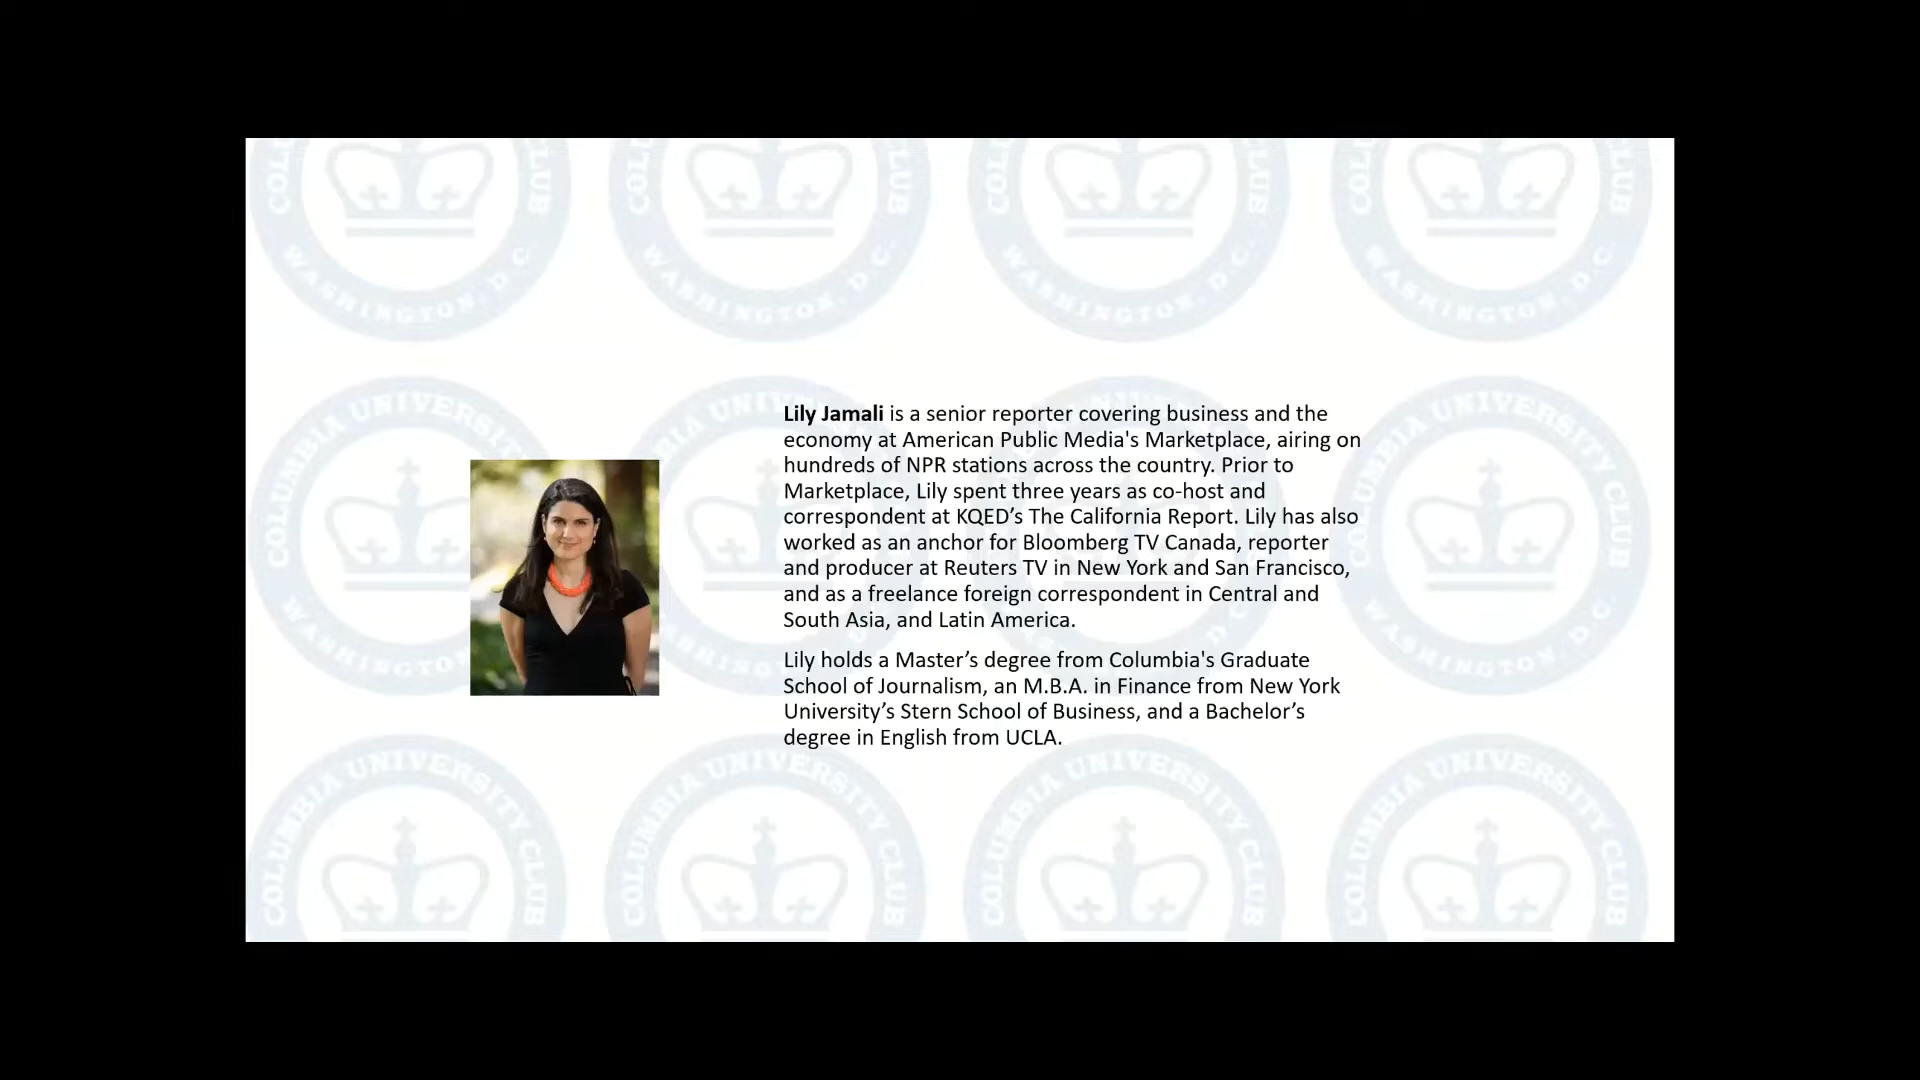 Lily Jamali is a senior reporter covering business and the
economy at American Public Media's Marketplace, airing on
hundreds of NPR stations across the country. Prior to
Marketplace, Lily spent three years as co-host and
correspondent at KQED’s The California Report. Lily has also
worked as an anchor for Bloomberg TV Canada, reporter
and producer at Reuters TV in New York and San Francisco,
and as a freelance foreign correspondent in Central and
South Asia, and Latin America.
Lily holds a Master’s degree from Columbia's Graduate
School of Journalism, an M.B.A. in Finance from New York
University’s Stern School of Business, and a Bachelor’s
degree in English from UCLA.
COLUMBIA UNIVERSITY CLUB
WASHINGTON, D.C.